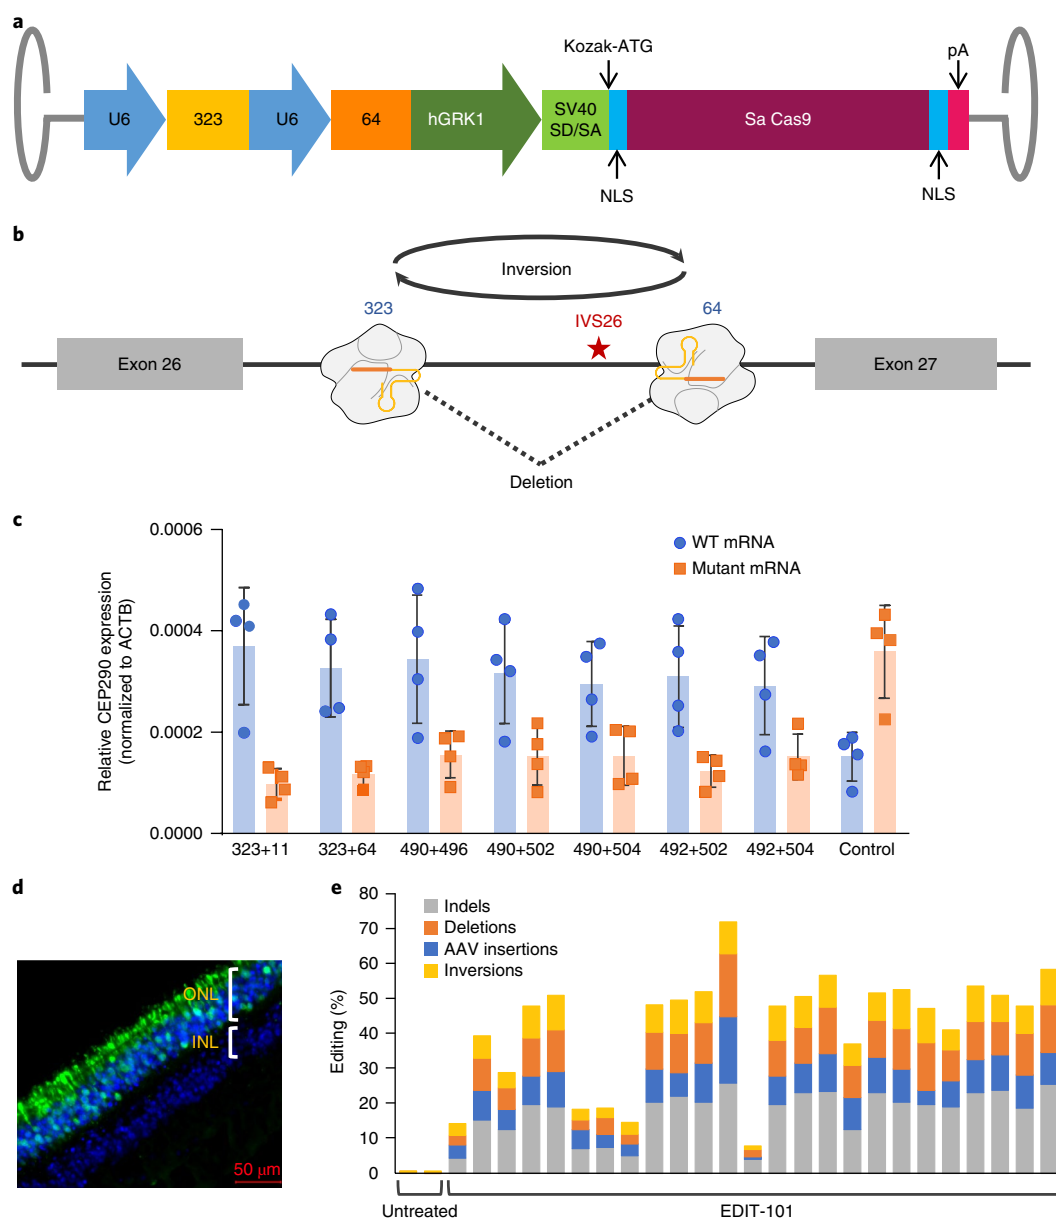 a
Kozak-ATG
pA
U6
323
U6
64
hGRK1
SV40
SD/SA
Sa Cas9
NLS
NLS
b
Inversion
323
64
IVS26
Exon 26
Exon 27
Deletion
c
Relative CEP290 expression
(normalized to ACTB)
0.0006
0.0004
0.0002
0.0000
WT mRNA
Mutant mRNA
323+11
323+64
490+496
490+502
490+504
492+502
492+504
Control
d
ONL
INL
50 µm
e
Editing (%)
80
70
60
50
40
30
20
10
0
Indels
Deletions
AAV insertions
Inversions
Untreated
EDIT-101